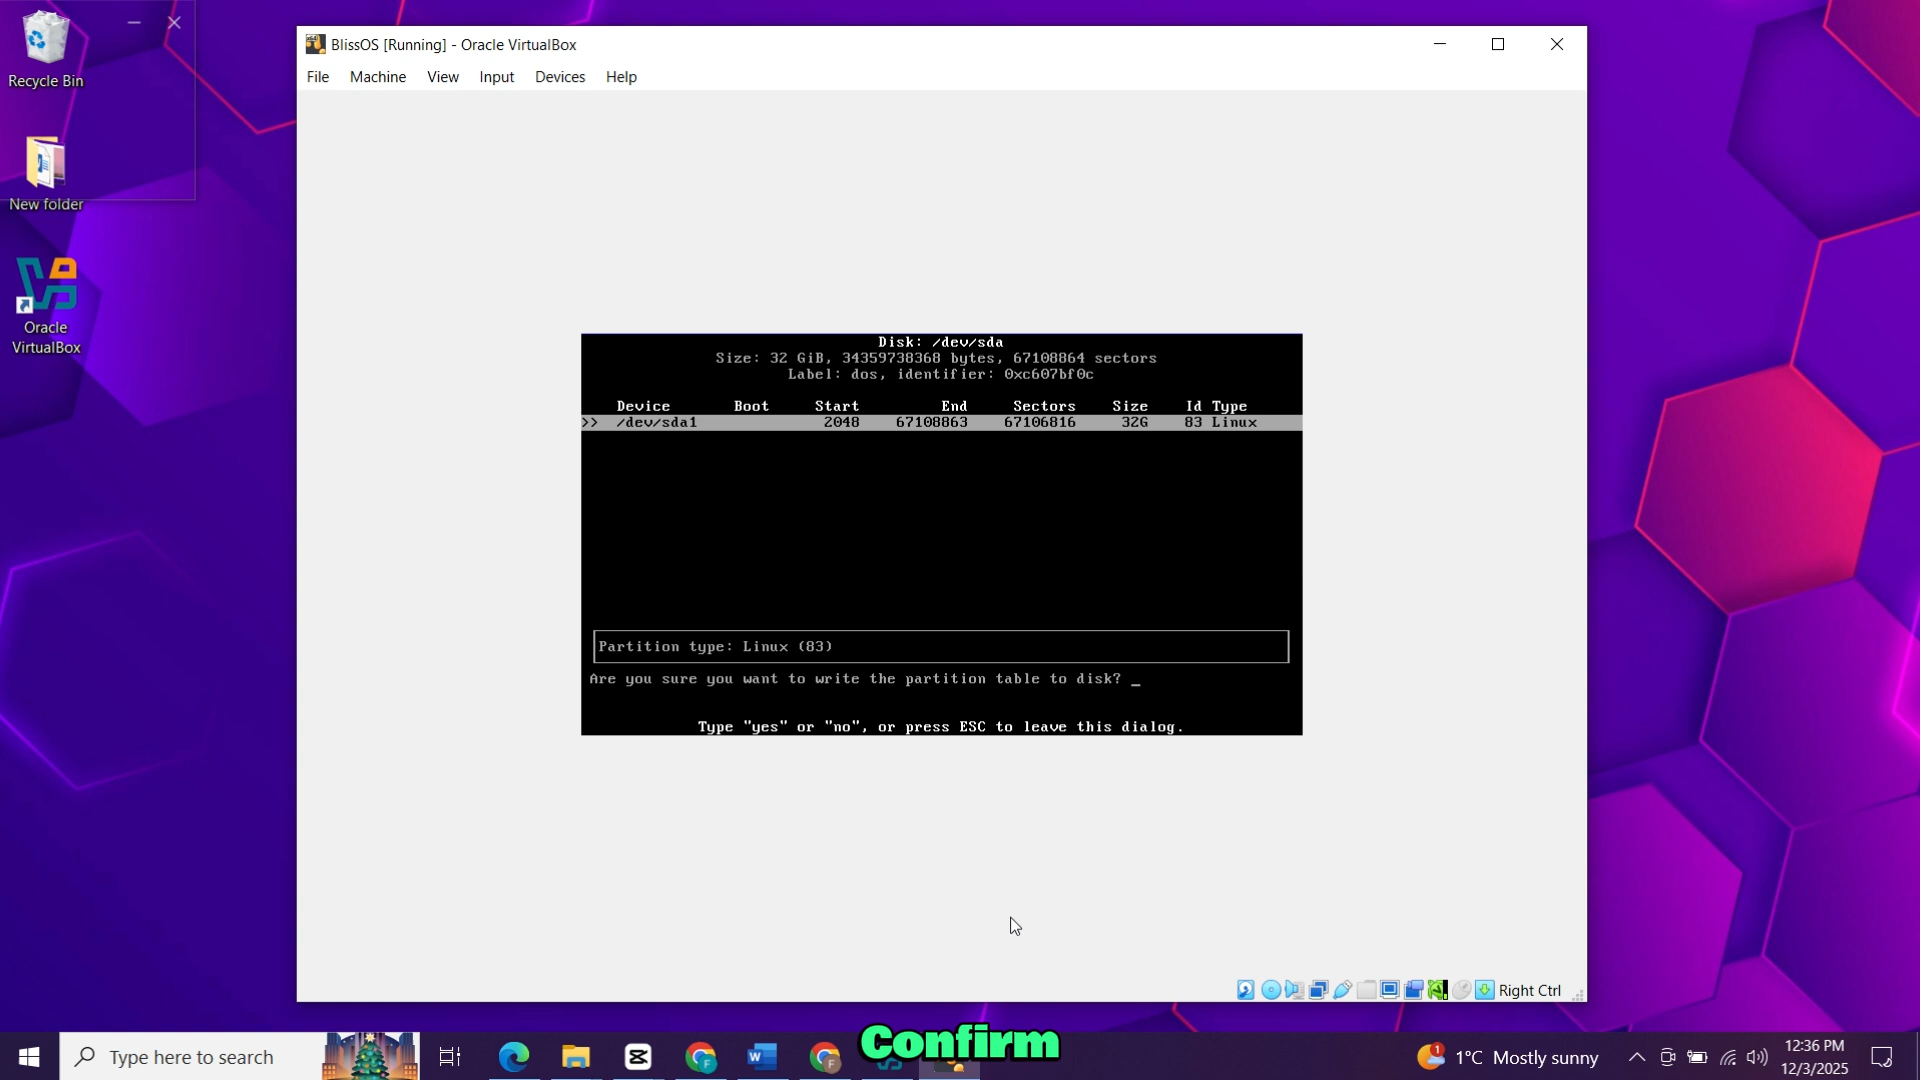 Recycle Bin
New folder
Oracle
VirtualBox
BlissOS [Running] - Oracle VirtualBox
File Machine View Input Devices Help
Disk: /dev/sda
Size: 32 GiB, 34359738368 bytes, 67108864 sectors
Label: dos, identifier: 0xc607bf0c
Device Boot Start End Sectors Size Id Type
>> /dev/sda1 2048 67108863 67106816 32G 83 Linux
Partition type: Linux (83)
Are you sure you want to write the partition table to disk? _
Type "yes" or "no", or press ESC to leave this dialog.
Right Ctrl
Confirm
Type here to search
1
1°C Mostly sunny
12:36 PM
12/3/2025